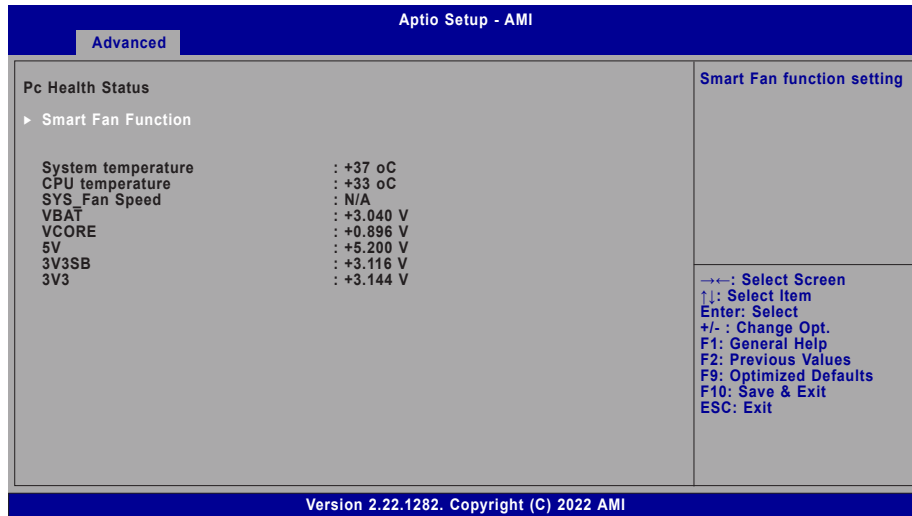 Aptio Setup - AMI
Advanced
Pc Health Status
▶ Smart Fan Function
System temperature : +37 oC
CPU temperature : +33 oC
SYS_Fan Speed : N/A
VBAT : +3.040 V
VCORE : +0.896 V
5V : +5.200 V
3V3SB : +3.116 V
3V3 : +3.144 V
Smart Fan function setting
→←: Select Screen
↑↓: Select Item
Enter: Select
+/- : Change Opt.
F1: General Help
F2: Previous Values
F9: Optimized Defaults
F10: Save & Exit
ESC: Exit
Version 2.22.1282. Copyright (C) 2022 AMI